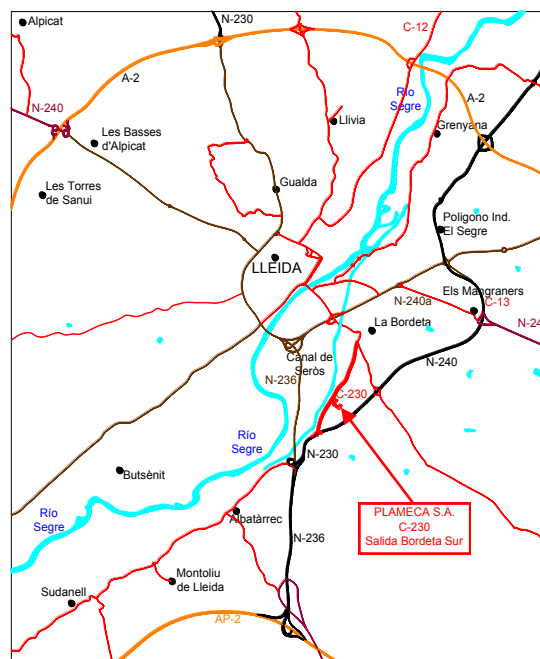 Alpicat
N-230
C-12
A-2
Río
Segre
A-2
N-240
Llivia
Grenyana
Les Basses
d'Alpicat
Les Torres
de Sanui
Gualda
Poligono Ind.
El Segre
LLEIDA
Els Mangraners
N-240a
C-13
N-24
La Bordeta
Canal de
Seròs
N-240
N-236
C-230
Río
Segre
N-230
Butsènit
Río
Segre
Albatàrrec
PLAMECA S.A.
C-230
Salida Bordeta Sur
N-236
Montoliu
de Lleida
Sudanell
AP-2